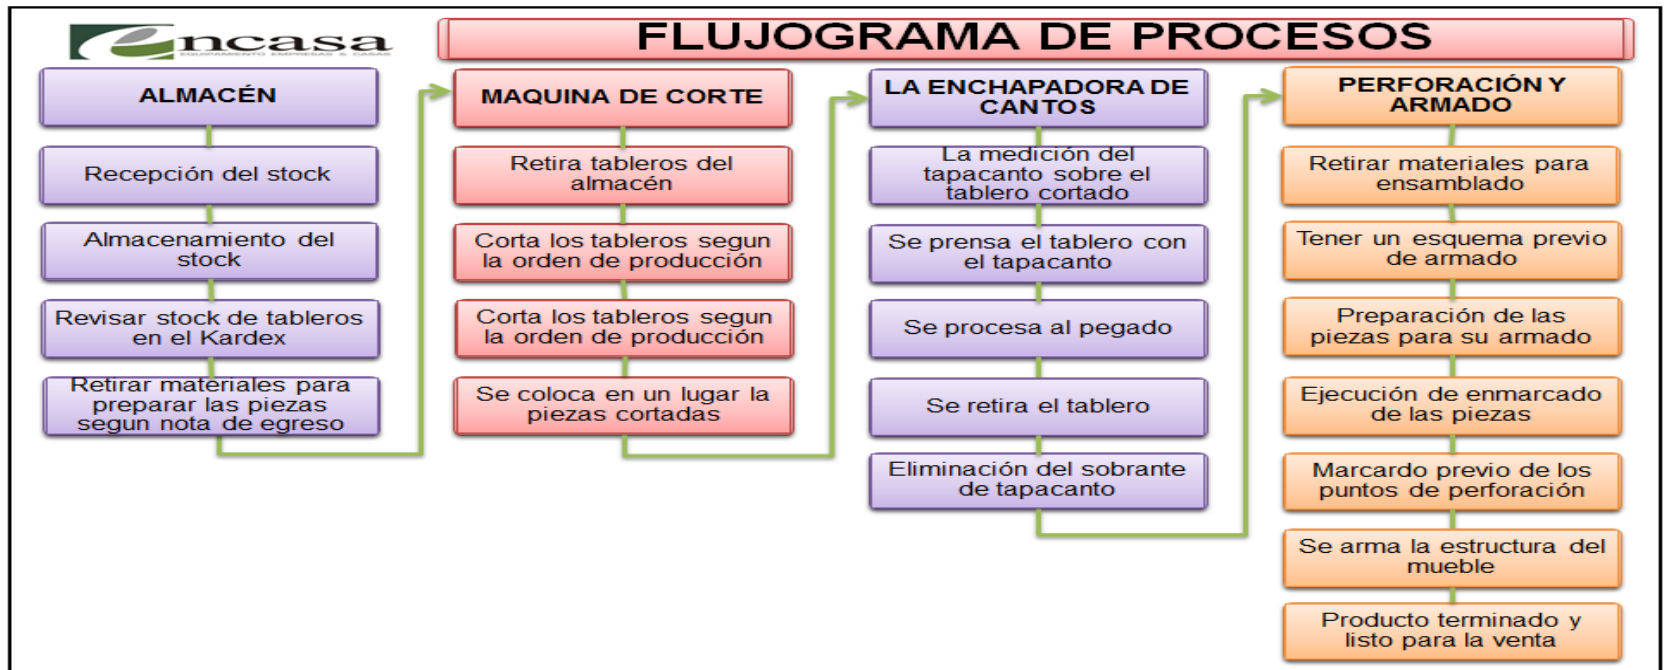 encasa
EQUIPAMIENTO EMPRESAS & CASAS
FLUJOGRAMA DE PROCESOS
ALMACÉN
Recepción del stock
Almacenamiento del
stock
Revisar stock de tableros
en el Kardex
Retirar materiales para
preparar las piezas
segun nota de egreso
MAQUINA DE CORTE
Retira tableros del
almacén
Corta los tableros segun
la orden de producción
Corta los tableros segun
la orden de producción
Se coloca en un lugar la
piezas cortadas
LA ENCHAPADORA DE
CANTOS
La medición del
tapacanto sobre el
tablero cortado
Se prensa el tablero con
el tapacanto
Se procesa al pegado
Se retira el tablero
Eliminación del sobrante
de tapacanto
PERFORACIÓN Y
ARMADO
Retirar materiales para
ensamblado
Tener un esquema previo
de armado
Preparación de las
piezas para su armado
Ejecución de enmarcado
de las piezas
Marcardo previo de los
puntos de perforación
Se arma la estructura del
mueble
Producto terminado y
listo para la venta